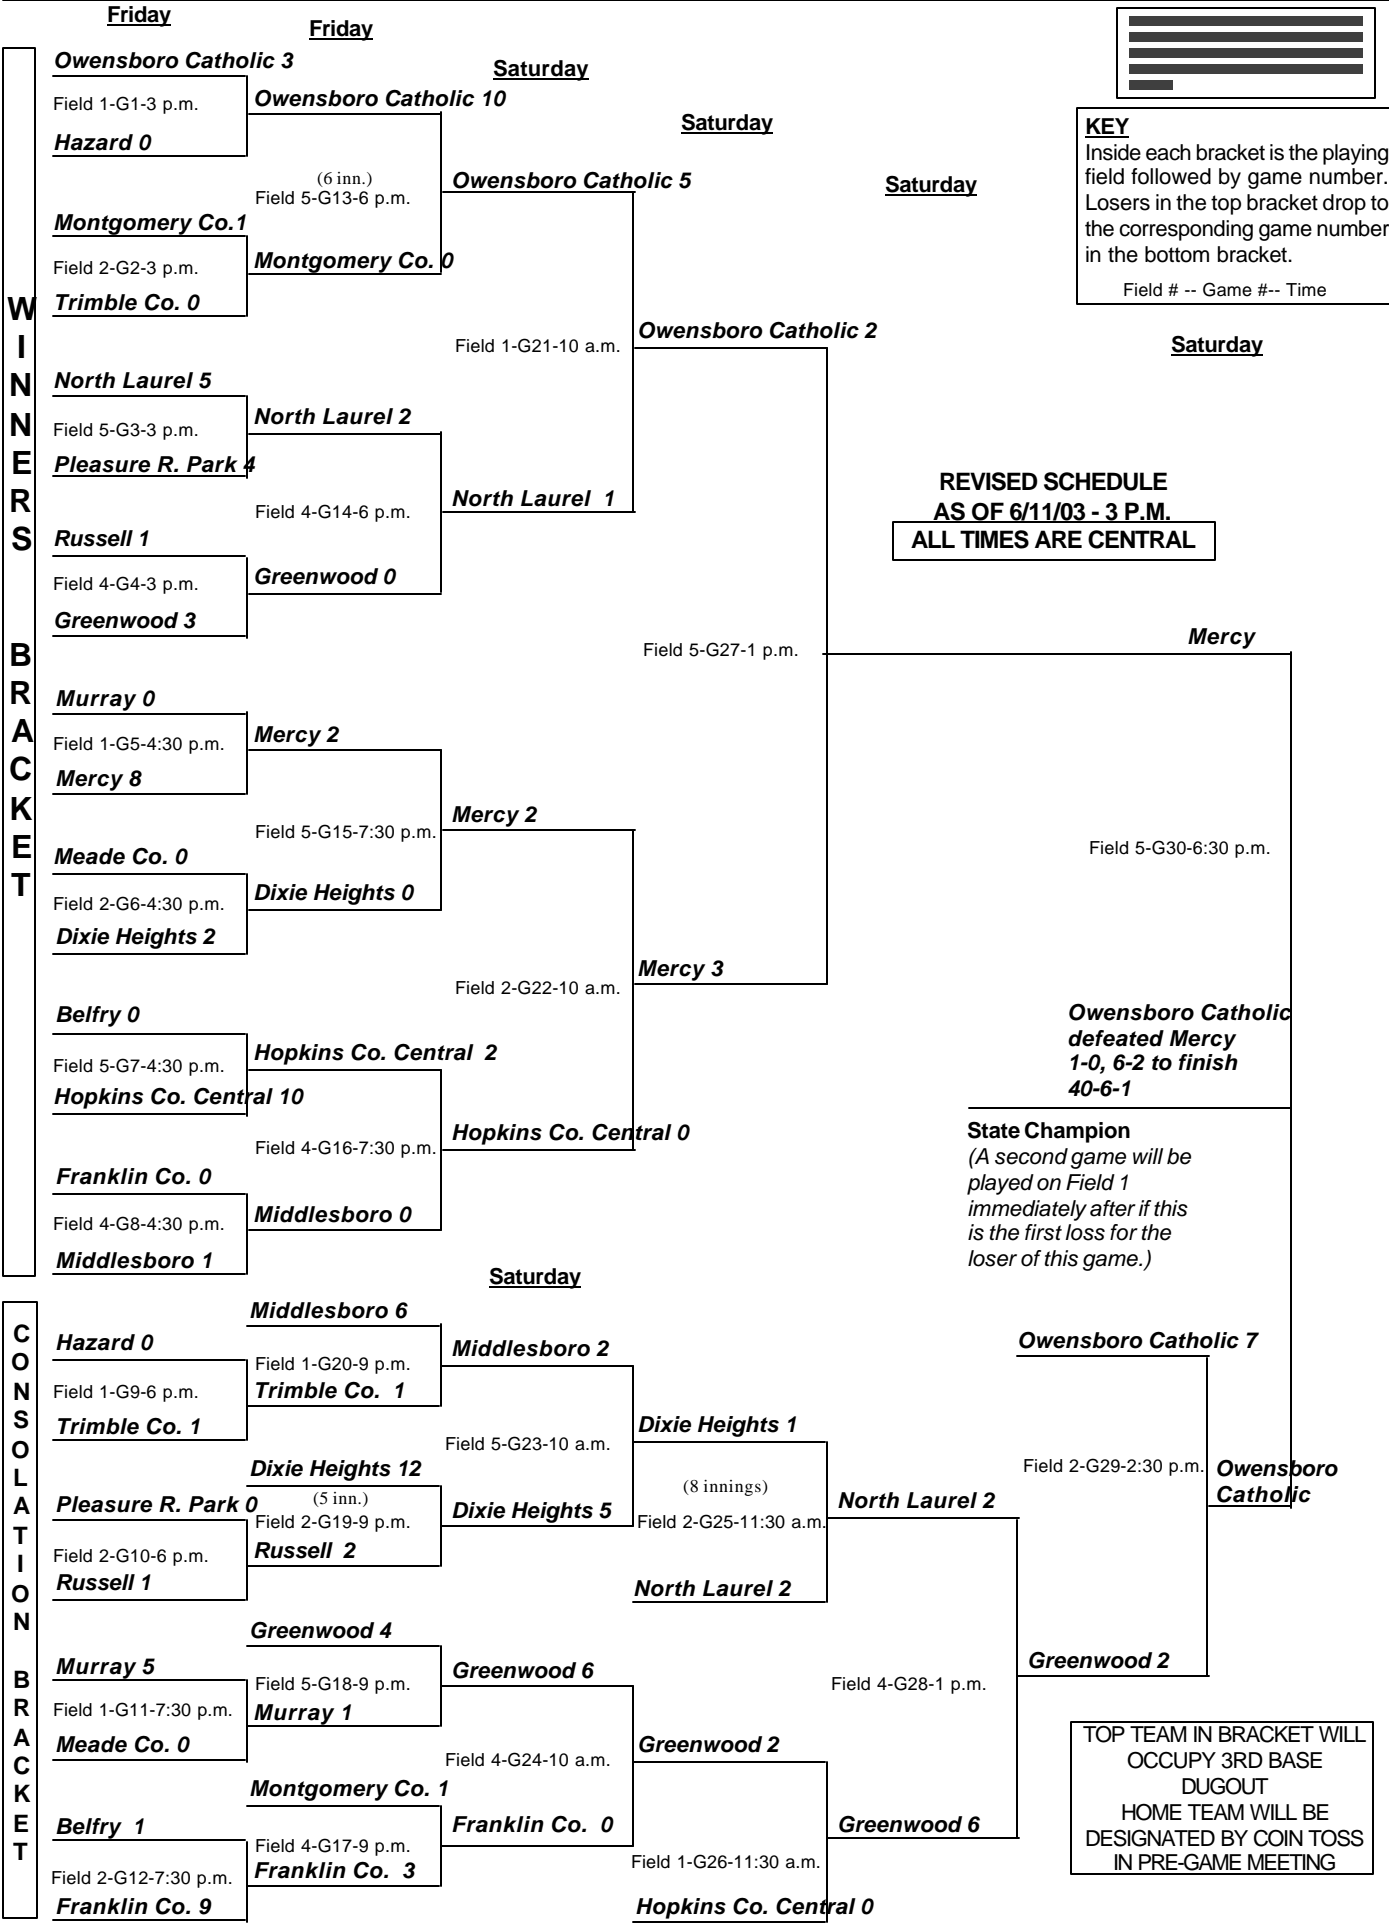 Friday
Friday
Saturday
Saturday
Saturday
Saturday
KEY
Inside each bracket is the playing
field followed by game number.
Losers in the top bracket drop to
the corresponding game number
in the bottom bracket.
Field # -- Game #-- Time
WINNERS BRACKET
Owensboro Catholic 3
Field 1-G1-3 p.m.
Hazard 0
Owensboro Catholic 10
(6 inn.)
Field 5-G13-6 p.m.
Montgomery Co.1
Field 2-G2-3 p.m.
Trimble Co. 0
Montgomery Co. 0
Owensboro Catholic 5
Field 1-G21-10 a.m.
Owensboro Catholic 2
North Laurel 5
Field 5-G3-3 p.m.
Pleasure R. Park 4
North Laurel 2
Field 4-G14-6 p.m.
North Laurel 1
Russell 1
Field 4-G4-3 p.m.
Greenwood 3
Greenwood 0
REVISED SCHEDULE
AS OF 6/11/03 - 3 P.M.
ALL TIMES ARE CENTRAL
Field 5-G27-1 p.m.
Mercy
Murray 0
Field 1-G5-4:30 p.m.
Mercy 8
Mercy 2
Field 5-G15-7:30 p.m.
Mercy 2
Meade Co. 0
Field 2-G6-4:30 p.m.
Dixie Heights 2
Dixie Heights 0
Field 5-G30-6:30 p.m.
Field 2-G22-10 a.m.
Mercy 3
Belfry 0
Field 5-G7-4:30 p.m.
Hopkins Co. Central 10
Hopkins Co. Central 2
Field 4-G16-7:30 p.m.
Hopkins Co. Central 0
Franklin Co. 0
Field 4-G8-4:30 p.m.
Middlesboro 1
Middlesboro 0
Owensboro Catholic
defeated Mercy
1-0, 6-2 to finish
40-6-1
State Champion
(A second game will be
played on Field 1
immediately after if this
is the first loss for the
loser of this game.)
Saturday
CONSOLATION BRACKET
Hazard 0
Field 1-G9-6 p.m.
Trimble Co. 1
Middlesboro 6
Field 1-G20-9 p.m.
Trimble Co. 1
Middlesboro 2
Field 5-G23-10 a.m.
Pleasure R. Park 0
Field 2-G10-6 p.m.
Russell 1
Dixie Heights 12
(5 inn.)
Field 2-G19-9 p.m.
Russell 2
Dixie Heights 5
Dixie Heights 1
(8 innings)
Field 2-G25-11:30 a.m.
North Laurel 2
North Laurel 2
Owensboro Catholic 7
Field 2-G29-2:30 p.m.
Owensboro
Catholic
Murray 5
Field 1-G11-7:30 p.m.
Meade Co. 0
Greenwood 4
Field 5-G18-9 p.m.
Murray 1
Greenwood 6
Field 4-G24-10 a.m.
Greenwood 2
Field 4-G28-1 p.m.
Greenwood 2
Belfry 1
Field 2-G12-7:30 p.m.
Franklin Co. 9
Montgomery Co. 1
Field 4-G17-9 p.m.
Franklin Co. 3
Franklin Co. 0
Field 1-G26-11:30 a.m.
Hopkins Co. Central 0
Greenwood 6
TOP TEAM IN BRACKET WILL
OCCUPY 3RD BASE
DUGOUT
HOME TEAM WILL BE
DESIGNATED BY COIN TOSS
IN PRE-GAME MEETING